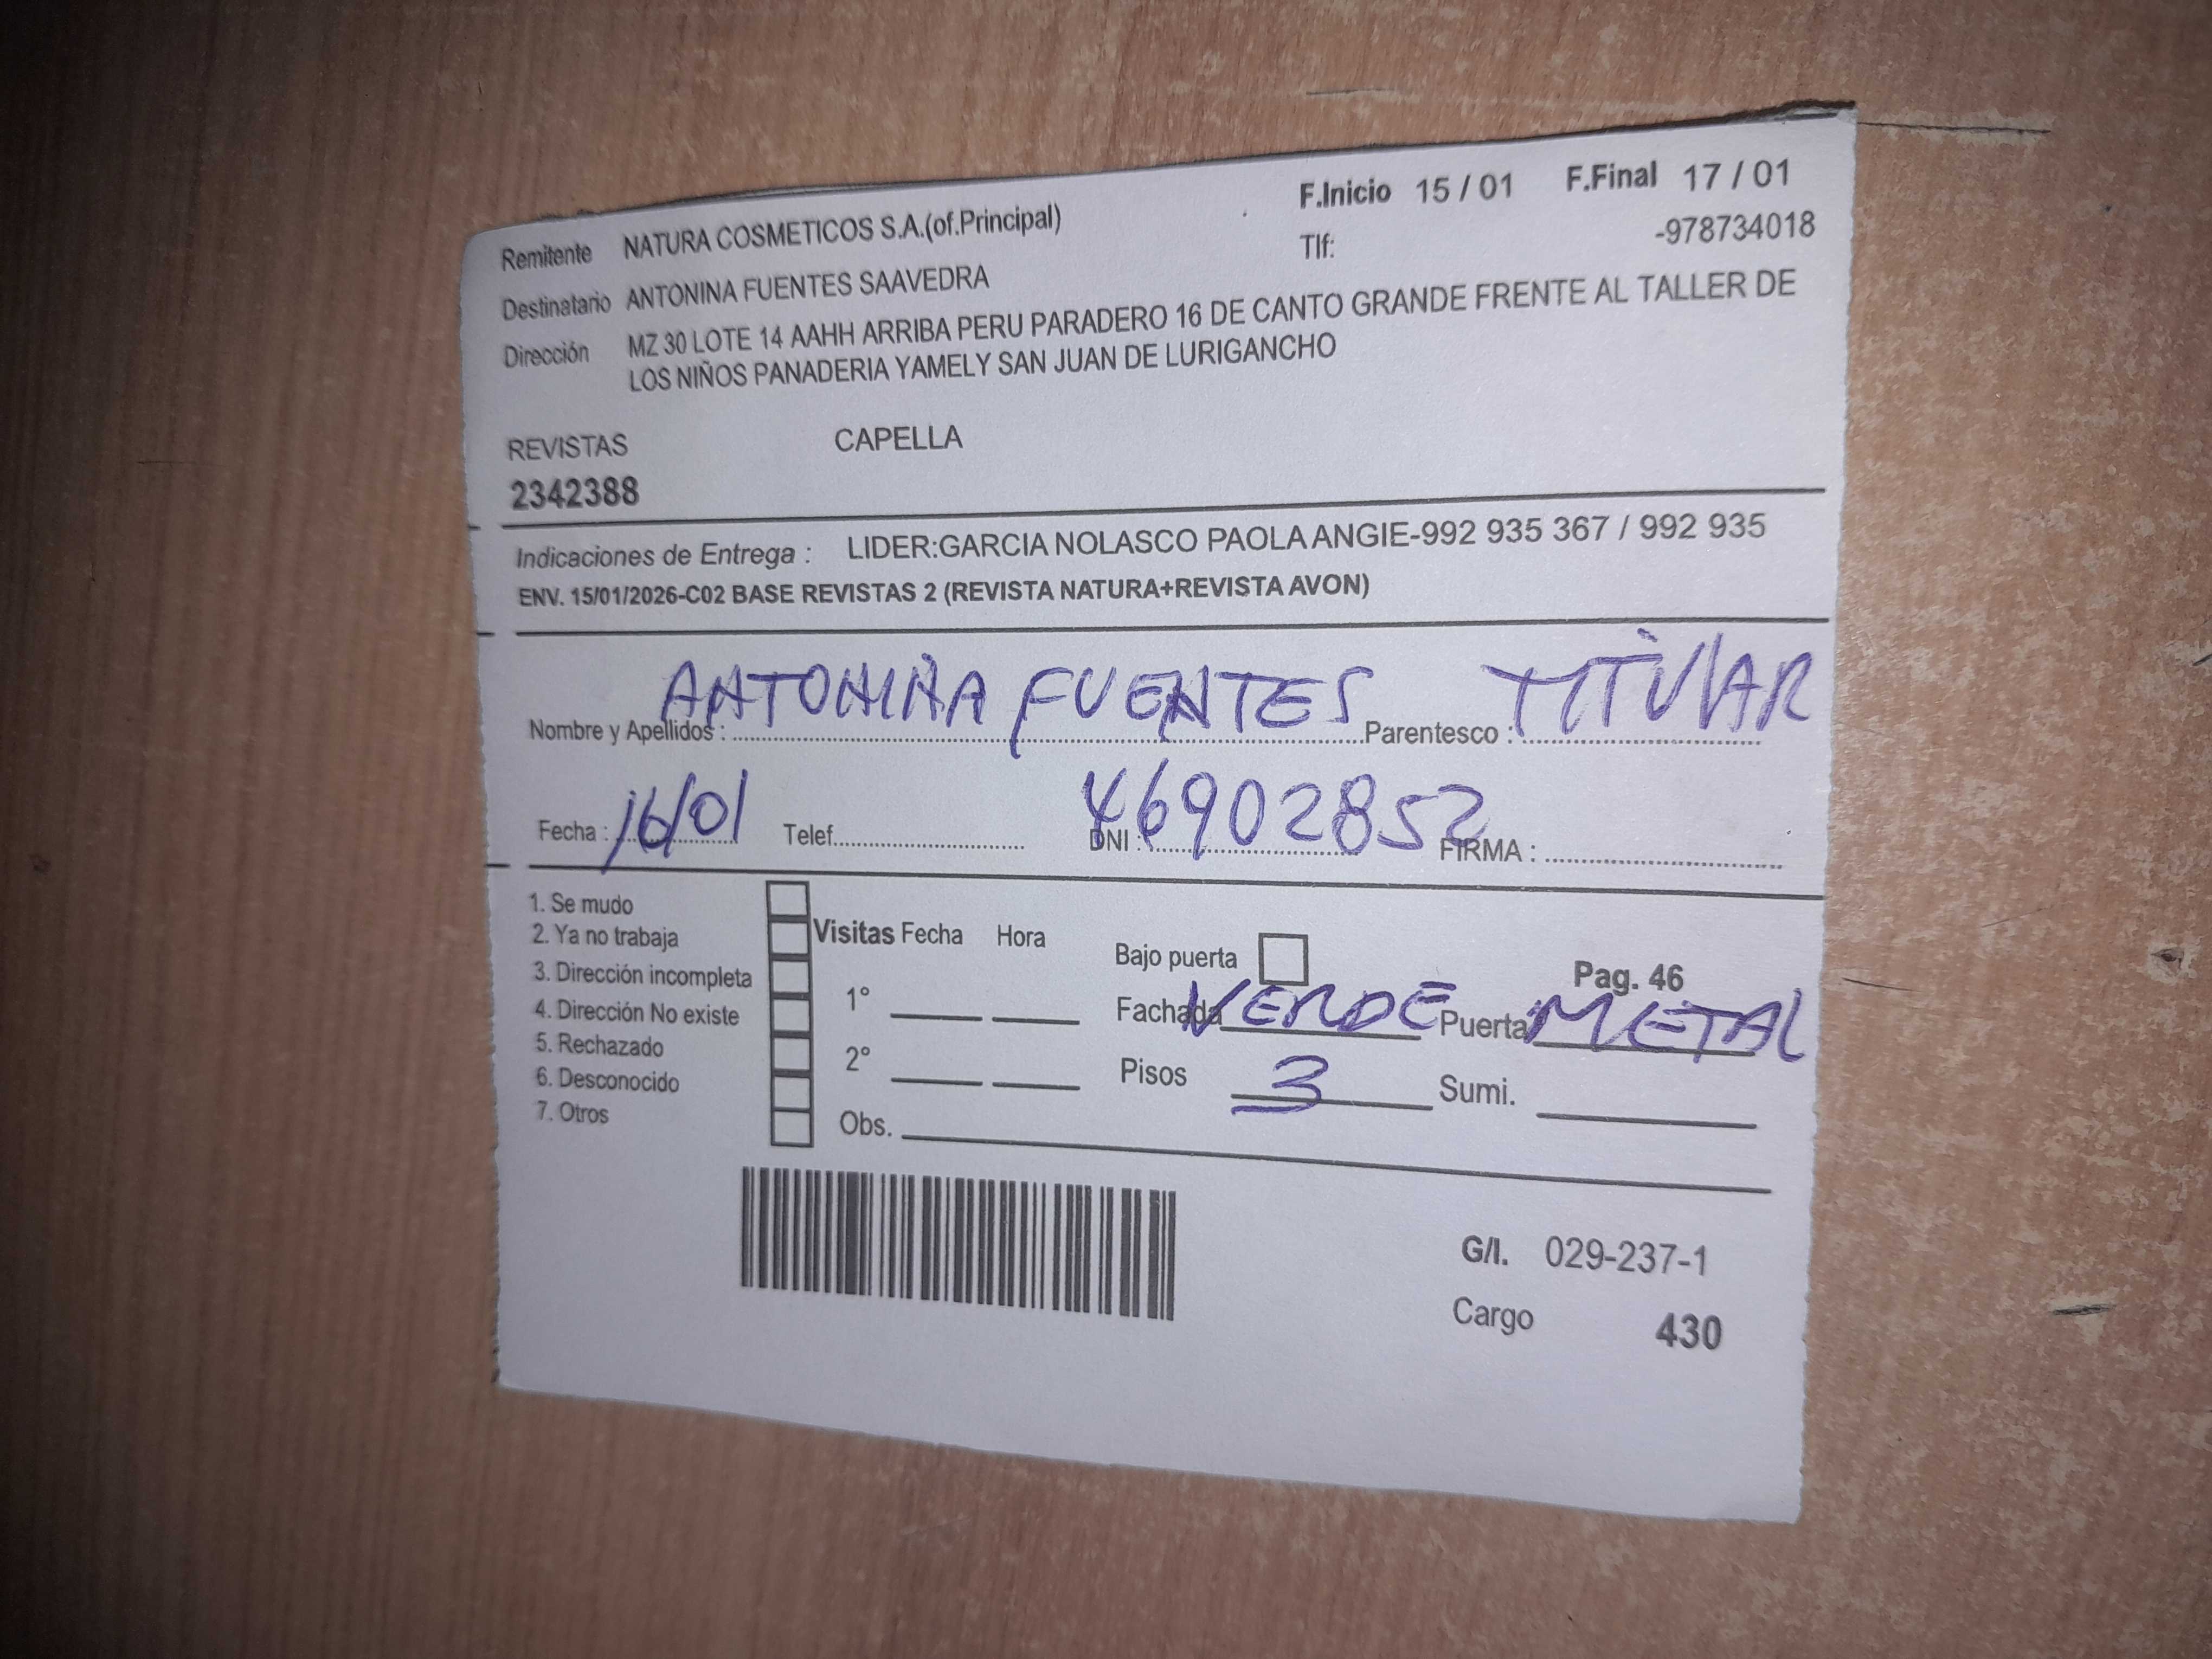 F.Inicio 15 / 01 F.Final 17 / 01
Remitente NATURA COSMETICOS S.A.(of.Principal) Tlf: -978734018
Destinatario ANTONINA FUENTES SAAVEDRA
Dirección MZ 30 LOTE 14 AAHH ARRIBA PERU PARADERO 16 DE CANTO GRANDE FRENTE AL TALLER DE
LOS NIÑOS PANADERIA YAMELY SAN JUAN DE LURIGANCHO
REVISTAS CAPELLA
2342388
Indicaciones de Entrega : LIDER:GARCIA NOLASCO PAOLA ANGIE-992 935 367 / 992 935
ENV. 15/01/2026-C02 BASE REVISTAS 2 (REVISTA NATURA+REVISTA AVON)
Nombre y Apellidos : ANTONINA FUENTES Parentesco : TITULAR
Fecha : 16/01 Telef. DNI : 46902852 FIRMA :
1. Se mudo
2. Ya no trabaja Visitas Fecha Hora Bajo puerta Pag. 46
3. Dirección incompleta
4. Dirección No existe 1° Fachada VERDE Puerta METAL
5. Rechazado
6. Desconocido 2° Pisos 3 Sumi.
7. Otros Obs.
G/I. 029-237-1
Cargo 430